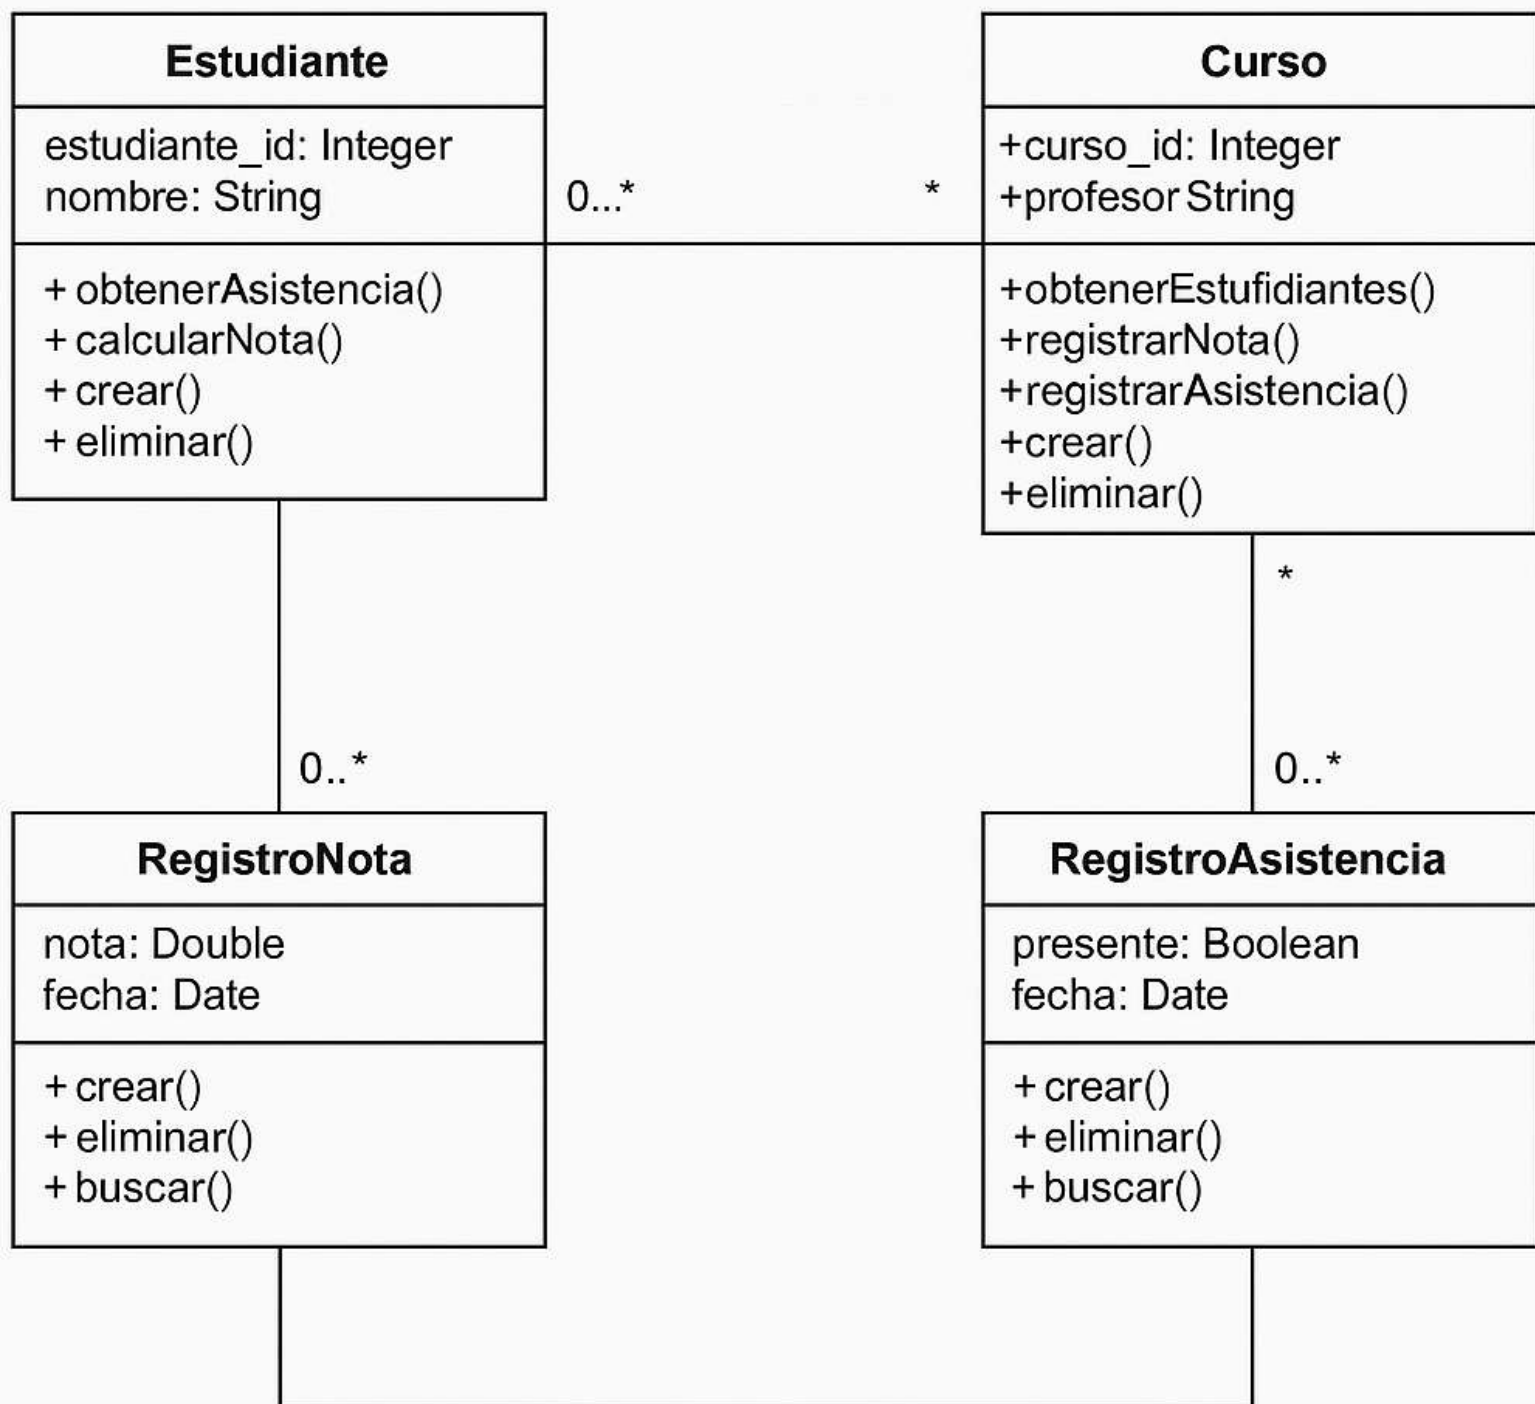 Estudiante
estudiante_id: Integer
nombre: String
+ obtenerAsistencia()
+ calcularNota()
+ crear()
+ eliminar()
0...*
*
Curso
+curso_id: Integer
+profesor String
+obtenerEstufidiantes()
+registrarNota()
+registrarAsistencia()
+crear()
+eliminar()
*
0..*
0..*
RegistroNota
nota: Double
fecha: Date
+ crear()
+ eliminar()
+ buscar()
RegistroAsistencia
presente: Boolean
fecha: Date
+ crear()
+ eliminar()
+ buscar()